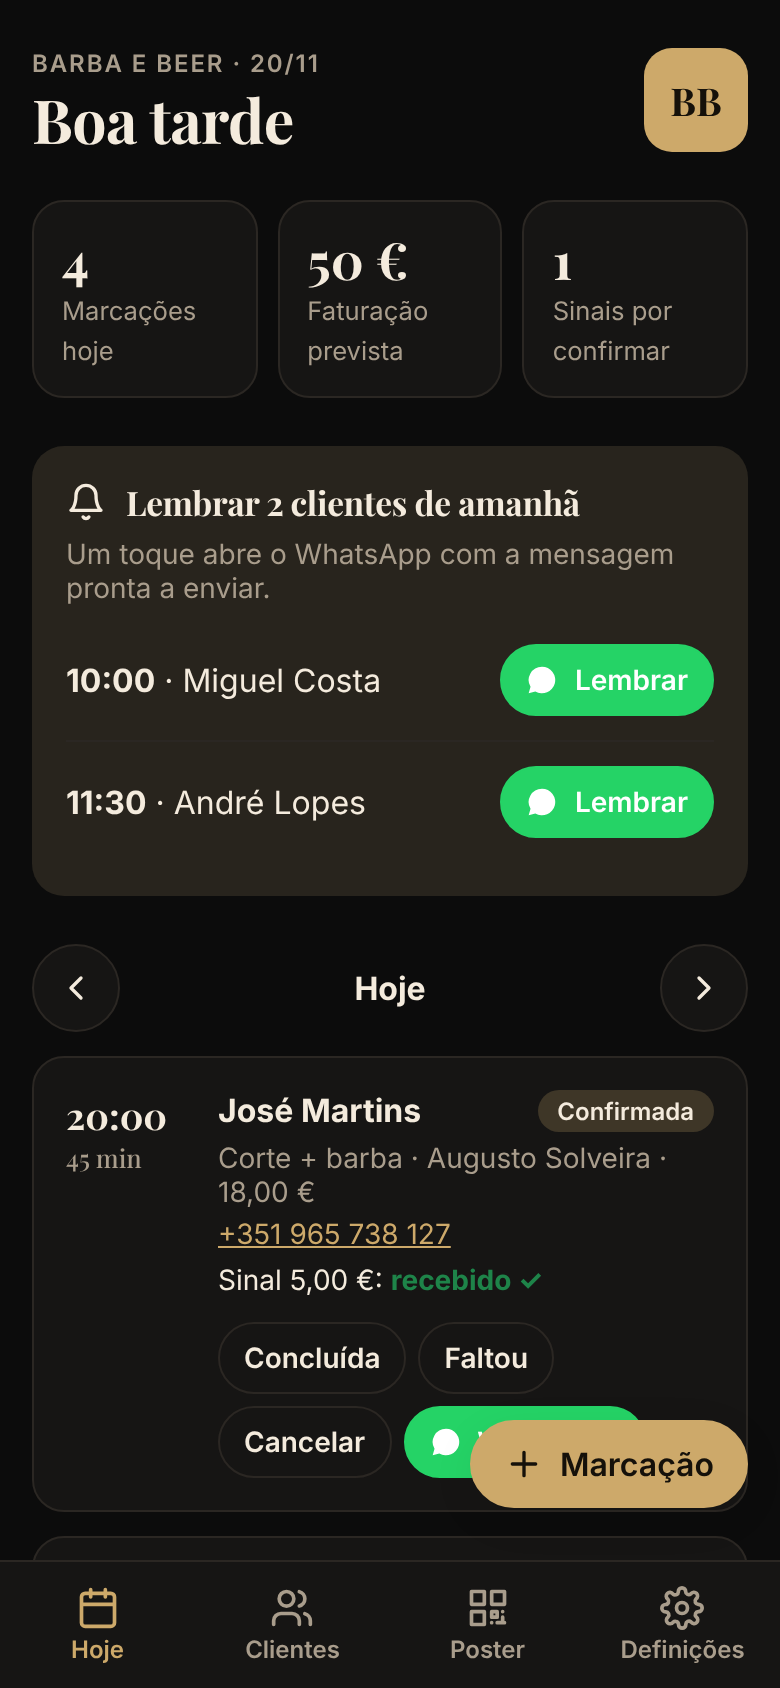 BARBA E BEER · 20/11
Boa tarde
BB
4
Marcações
hoje
50 €
Faturação
prevista
1
Sinais por
confirmar
Lembrar 2 clientes de amanhã
Um toque abre o WhatsApp com a mensagem
pronta a enviar.
10:00 · Miguel Costa
Lembrar
11:30 · André Lopes
Lembrar
Hoje
20:00
45 min
José Martins
Confirmada
Corte + barba · Augusto Solveira ·
18,00 €
+351 965 738 127
Sinal 5,00 €: recebido ✓
Concluída
Faltou
Cancelar
+ Marcação
Hoje
Clientes
Poster
Definições